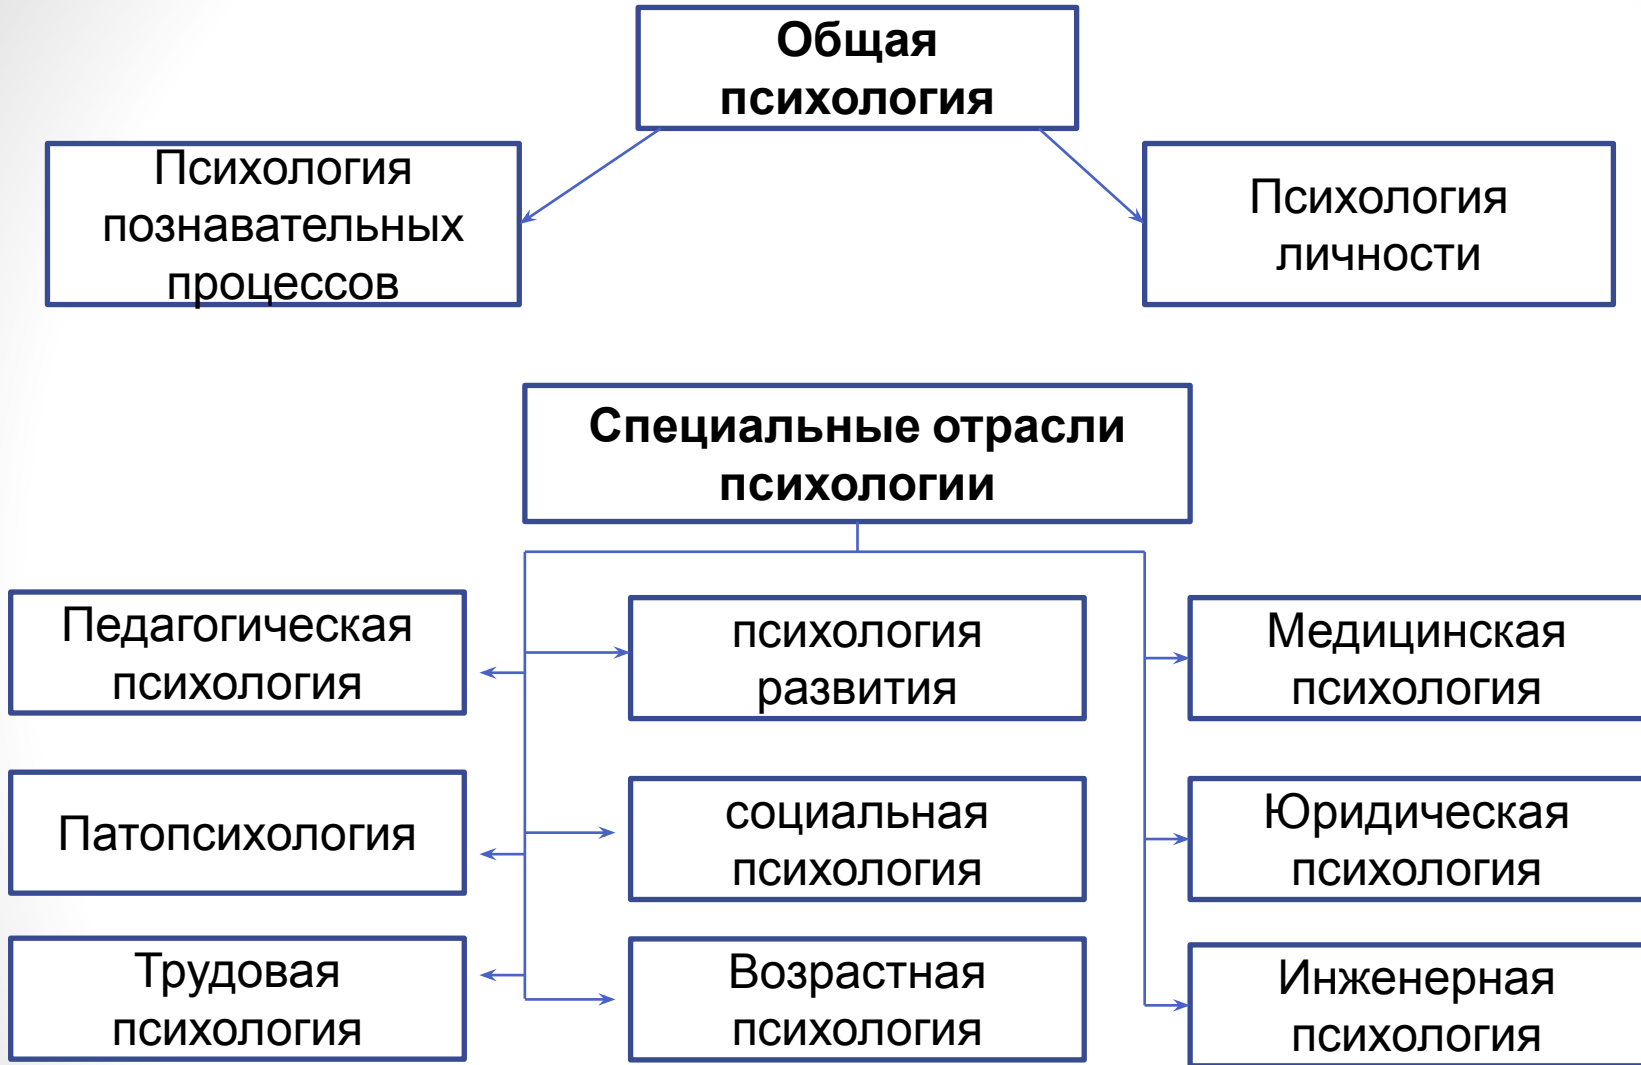 Общая
психология
Психология
познавательных
процессов
Психология
личности
Специальные отрасли
психологии
Педагогическая
психология
психология
развития
Медицинская
психология
Патопсихология
социальная
психология
Юридическая
психология
Трудовая
психология
Возрастная
психология
Инженерная
психология